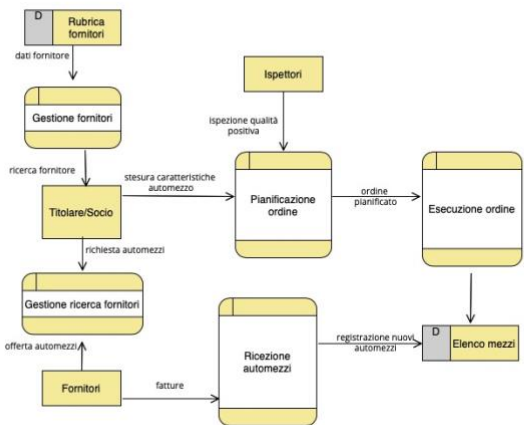 D
Rubrica
fornitori
dati fornitore
Gestione fornitori
Ispettori
Ispezione qualità
positiva
ricerca fornitore
stesura caratteristiche
automezzo
Titolare/Socio
Pianificazione
ordine
ordine
pianificato
Esecuzione ordine
richiesta automezzi
Gestione ricerca fornitori
offerta automezzi
Fornitori
fatture
Ricezione
automezzi
registrazione nuovi
automezzi
D
Elenco mezzi